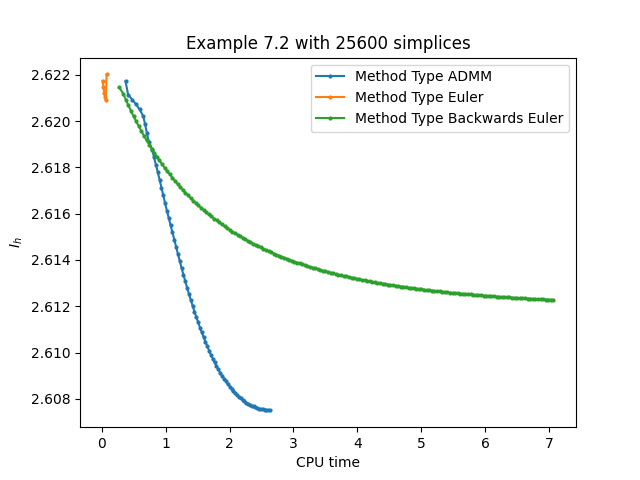 Example 7.2 with 25600 simplices
Method Type ADMM
Method Type Euler
Method Type Backwards Euler
2.622
2.620
2.618
2.616
2.614
2.612
2.610
2.608
I_h
0 1 2 3 4 5 6 7
CPU time